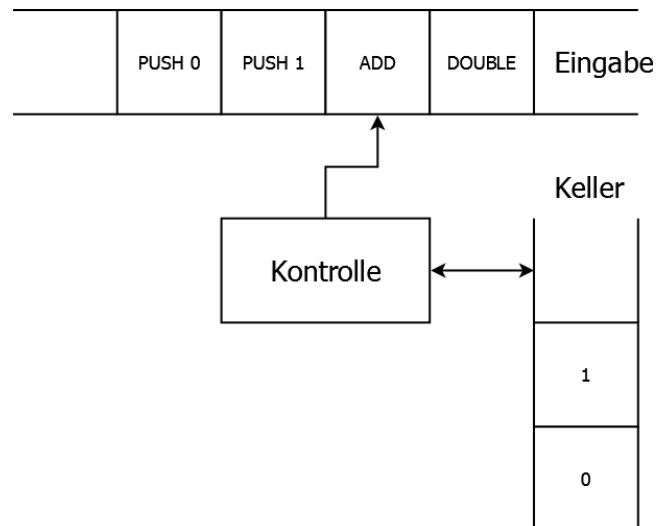 PUSH 0
PUSH 1
ADD
DOUBLE
Eingabe
Keller
Kontrolle
1
0